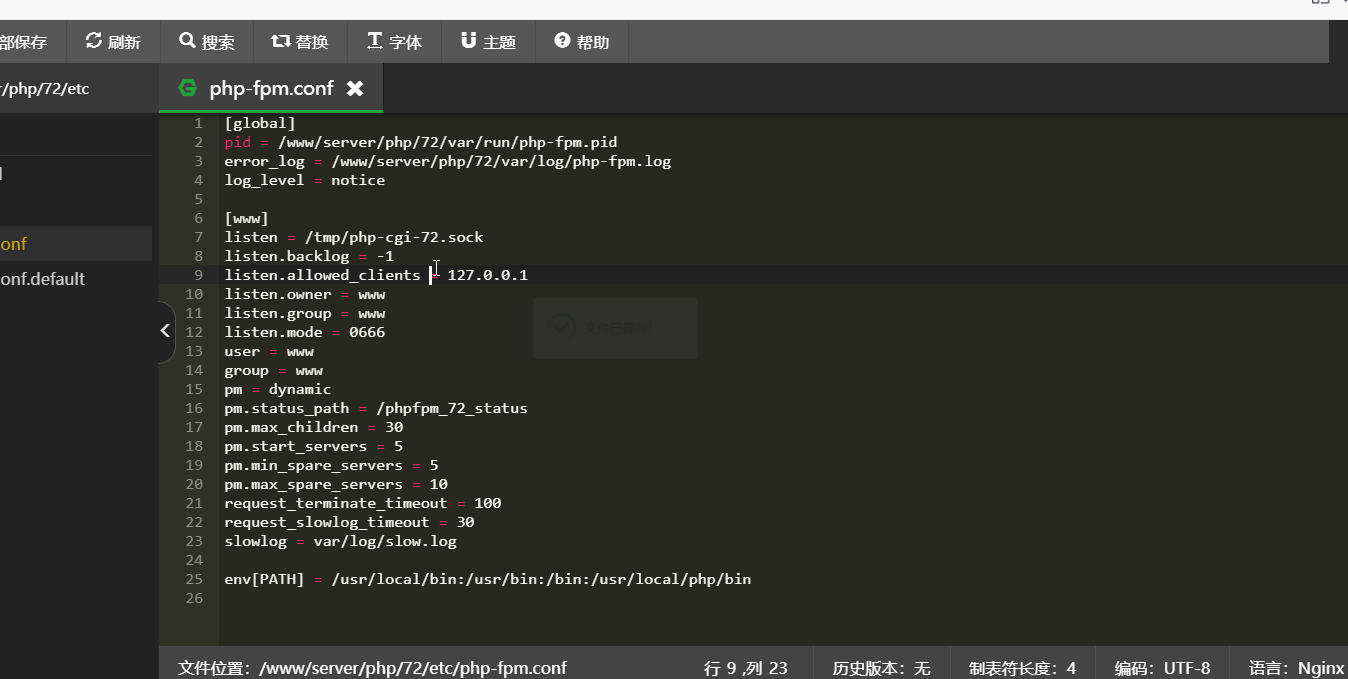 部保存 刷新 搜索 替换 字体 主题 帮助
r/php/72/etc
php-fpm.conf
onf
onf.default
1 [global]
2 pid = /www/server/php/72/var/run/php-fpm.pid
3 error_log = /www/server/php/72/var/log/php-fpm.log
4 log_level = notice
5
6 [www]
7 listen = /tmp/php-cgi-72.sock
8 listen.backlog = -1
9 listen.allowed_clients = 127.0.0.1
10 listen.owner = www
11 listen.group = www
12 listen.mode = 0666
13 user = www
14 group = www
15 pm = dynamic
16 pm.status_path = /phpfpm_72_status
17 pm.max_children = 30
18 pm.start_servers = 5
19 pm.min_spare_servers = 5
20 pm.max_spare_servers = 10
21 request_terminate_timeout = 100
22 request_slowlog_timeout = 30
23 slowlog = var/log/slow.log
24
25 env[PATH] = /usr/local/bin:/usr/bin:/bin:/usr/local/php/bin
26
文件位置：/www/server/php/72/etc/php-fpm.conf 行 9 ,列 23 历史版本：无 制表符长度：4 编码：UTF-8 语言：Nginx